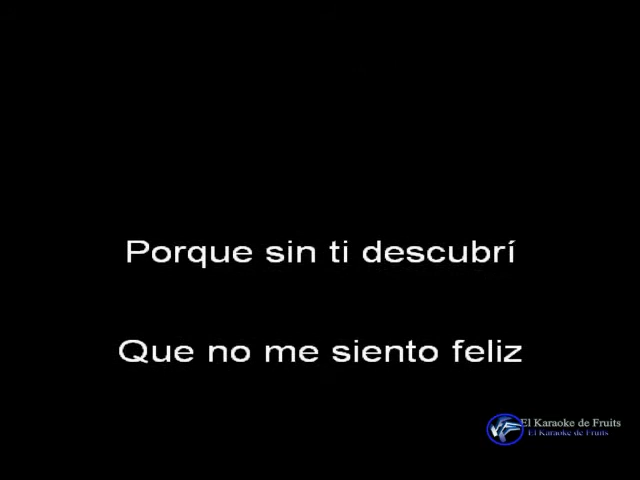 Porque sin ti descubrí
Que no me siento feliz
El Karaoke de Fruits
El Karaoke de Fruits